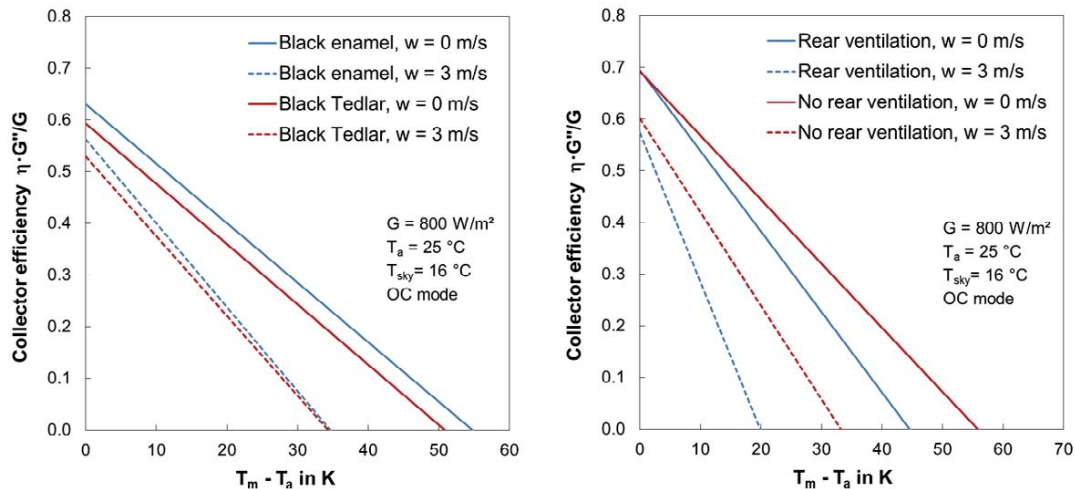 0.8
0.7
0.6
0.5
0.4
0.3
0.2
0.1
0.0
Collector efficiency η·G"/G
Black enamel, w = 0 m/s
Black enamel, w = 3 m/s
Black Tedlar, w = 0 m/s
Black Tedlar, w = 3 m/s
G = 800 W/m²
Tₐ = 25 °C
Tsky= 16 °C
OC mode
0 10 20 30 40 50 60
Tₘ - Tₐ in K
0.8
0.7
0.6
0.5
0.4
0.3
0.2
0.1
0.0
Collector efficiency η·G"/G
Rear ventilation, w = 0 m/s
Rear ventilation, w = 3 m/s
No rear ventilation, w = 0 m/s
No rear ventilation, w = 3 m/s
G = 800 W/m²
Tₐ = 25 °C
Tsky= 16 °C
OC mode
0 10 20 30 40 50 60 70
Tₘ - Tₐ in K